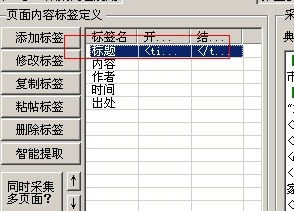 页面内容标签定义
采
添加标签
标签名 开... 结...
典
标题 <ti... </t...
修改标签
内容
复制标签
作者
时间
粘帖标签
出处
删除标签
智能提取
同时采集
多页面?
↑
↓